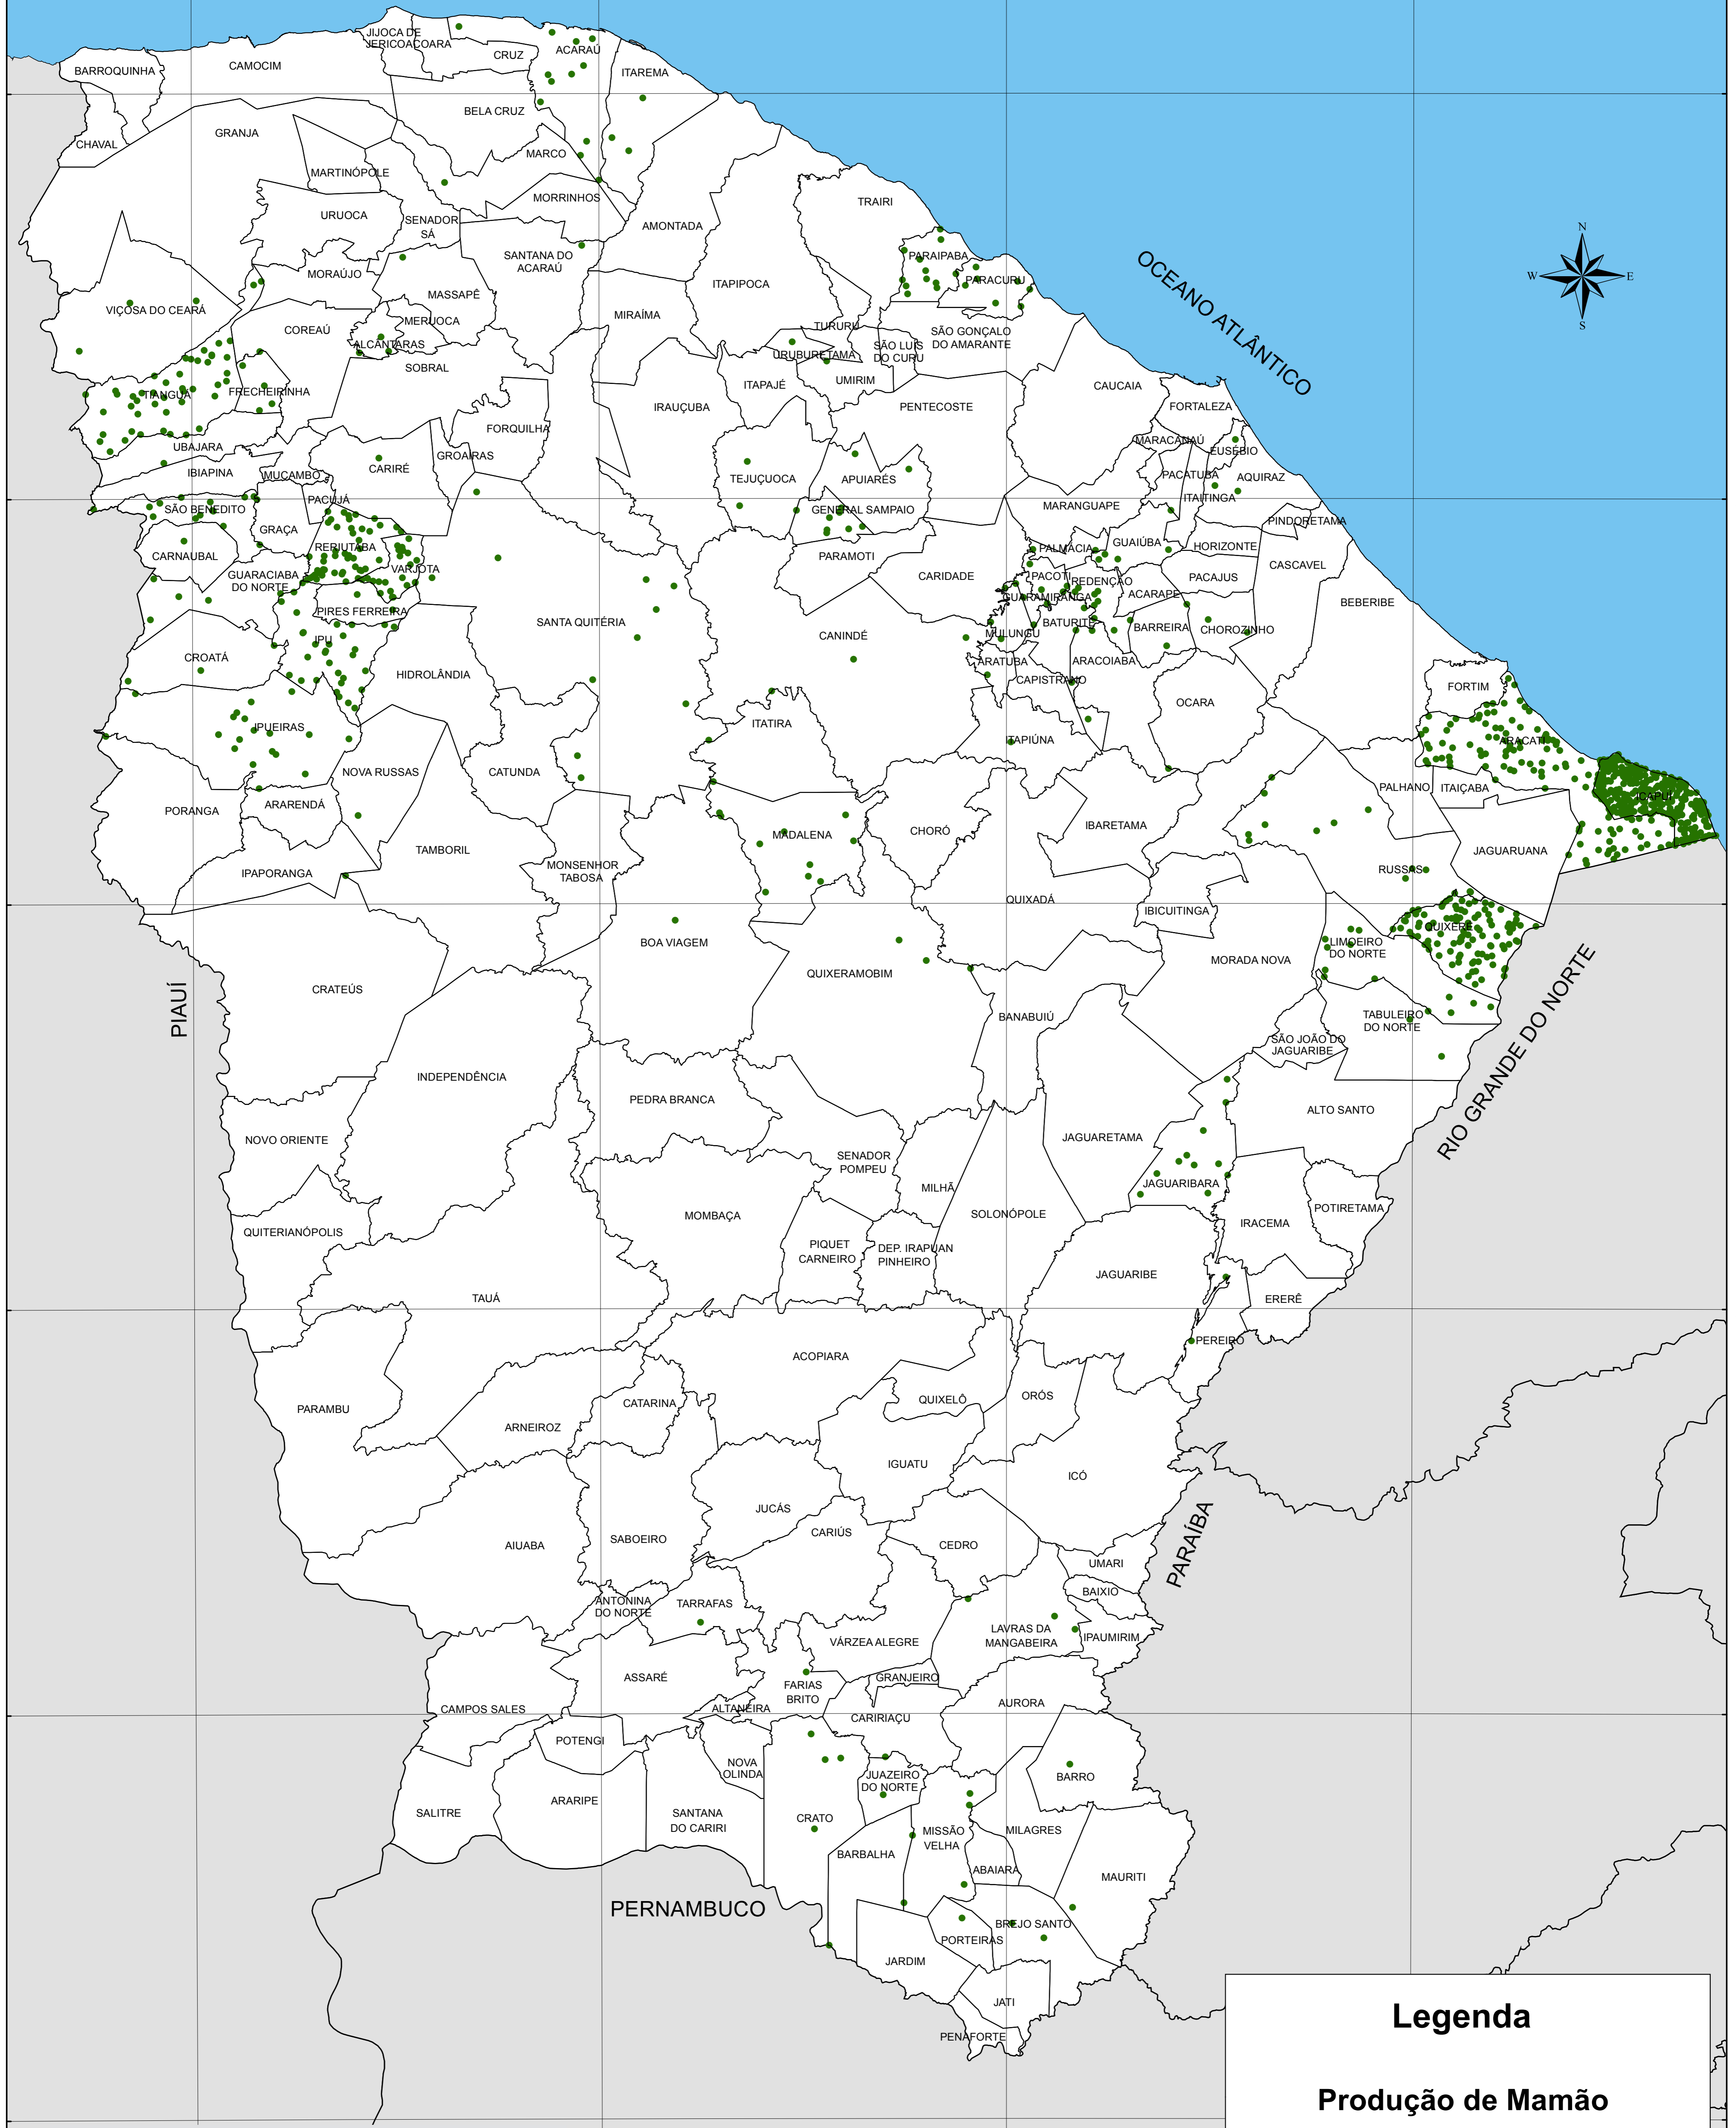 JIJOCA DE
JERICOACOARA
CRUZ
ACARAÚ
ITAREMA
BARROQUINHA
CAMOCIM
BELA CRUZ
GRANJA
CHAVAL
MARTINÓPOLE
MARCO
MORRINHOS
URUOCA
SENADOR
SÁ
AMONTADA
TRAIRI
SANTANA DO
ACARAÚ
MORAÚJO
MASSAPÊ
ITAPIPOCA
PARAIPABA
PARACURU
N
W
E
S
OCEANO ATLÂNTICO
VIÇOSA DO CEARÁ
COREAÚ
MERUOCA
ALCÂNTARAS
MIRAÍMA
TURURU
URUBURETAMA
SÃO LUIS
DO CURU
SÃO GONÇALO
DO AMARANTE
SOBRAL
UMIRIM
ITAPAJÉ
CAUCAIA
TIANGUÁ
FRECHEIRINHA
IRAUÇUBA
PENTECOSTE
FORTALEZA
FORQUILHA
UBAJARA
MARACANAÚ
EUSÉBIO
GROAÍRAS
IBIAPINA
MUCAMBO
CARIRÉ
TEJUÇUOCA
APUIARÉS
PACATUBA
AQUIRAZ
PACUJÁ
ITAITINGA
SÃO BENEDITO
GENERAL SAMPAIO
MARANGUAPE
PINDORETAMA
GRAÇA
RERIUTABA
CARNAUBAL
PARAMOTI
PALMÁCIA
GUAIÚBA
HORIZONTE
CASCAVEL
VARJOTA
GUARACIABA
DO NORTE
CARIDADE
PACOTI
REDENÇÃO
PACAJUS
ACARAPE
GUARAMIRANGA
BEBERIBE
PIRES FERREIRA
SANTA QUITÉRIA
BATURITÉ
MULUNGU
BARREIRA
CHOROZINHO
CANINDÉ
IPU
CROATÁ
ARATUBA
ARACOIABA
HIDROLÂNDIA
CAPISTRANO
FORTIM
OCARA
ITATIRA
IPUEIRAS
ITAPIÚNA
ARACATI
NOVA RUSSAS
CATUNDA
PALHANO
ITAIÇABA
ICAPUÍ
PORANGA
ARARENDÁ
MADALENA
CHORÓ
IBARETAMA
TAMBORIL
MONSENHOR
TABOSA
JAGUARUANA
RUSSAS
IPAPORANGA
QUIXADÁ
IBICUITINGA
QUIXERÉ
BOA VIAGEM
LIMOEIRO
DO NORTE
MORADA NOVA
QUIXERAMOBIM
CRATEÚS
PIAUÍ
BANABUIÚ
TABULEIRO
DO NORTE
SÃO JOÃO DO
JAGUARIBE
RIO GRANDE DO NORTE
INDEPENDÊNCIA
PEDRA BRANCA
ALTO SANTO
NOVO ORIENTE
JAGUARETAMA
SENADOR
POMPEU
MILHÃ
JAGUARIBARA
POTIRETAMA
MOMBAÇA
SOLONÓPOLE
IRACEMA
QUITERIANÓPOLIS
PIQUET
CARNEIRO
DEP. IRAPUAN
PINHEIRO
JAGUARIBE
TAUÁ
ERERÊ
PEREIRO
ACOPIARA
QUIXELÔ
ORÓS
CATARINA
PARAMBU
ARNEIROZ
IGUATU
ICÓ
JUCÁS
CARIÚS
SABOEIRO
AIUABA
CEDRO
PARAÍBA
UMARI
BAIXIO
ANTONINA
DO NORTE
TARRAFAS
LAVRAS DA
MANGABEIRA
IPAUMIRIM
VÁRZEA ALEGRE
ASSARÉ
GRANJEIRO
FARIAS
BRITO
AURORA
CAMPOS SALES
ALTANEIRA
CARIRIAÇU
POTENGI
NOVA
OLINDA
JUAZEIRO
DO NORTE
BARRO
ARARIPE
SALITRE
SANTANA
DO CARIRI
CRATO
MISSÃO
VELHA
MILAGRES
BARBALHA
ABAIARA
MAURITI
PERNAMBUCO
BREJO SANTO
PORTEIRAS
JARDIM
JATI
PENAFORTE
Legenda
Produção de Mamão